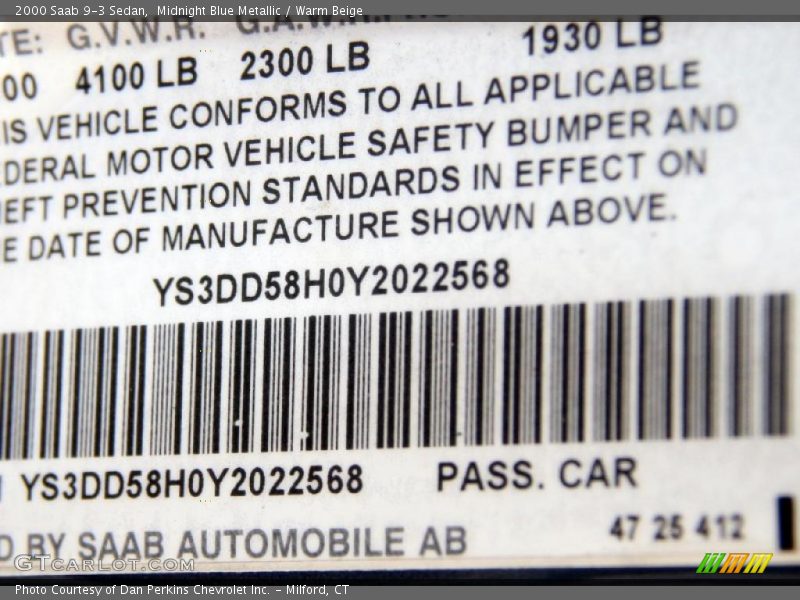 2000 Saab 9-3 Sedan,  Midnight Blue Metallic / Warm Beige
G.V.W.R.
4100 LB 2300 LB 1930 LB
VEHICLE CONFORMS TO ALL APPLICABLE
MOTOR VEHICLE SAFETY BUMPER AND
PREVENTION STANDARDS IN EFFECT ON
DATE OF MANUFACTURE SHOWN ABOVE.
YS3DD58H0Y2022568
YS3DD58H0Y2022568 PASS. CAR
BY SAAB AUTOMOBILE AB 47 25 412
GTcarlot.com
Photo Courtesy of Dan Perkins Chevrolet Inc. - Milford, CT